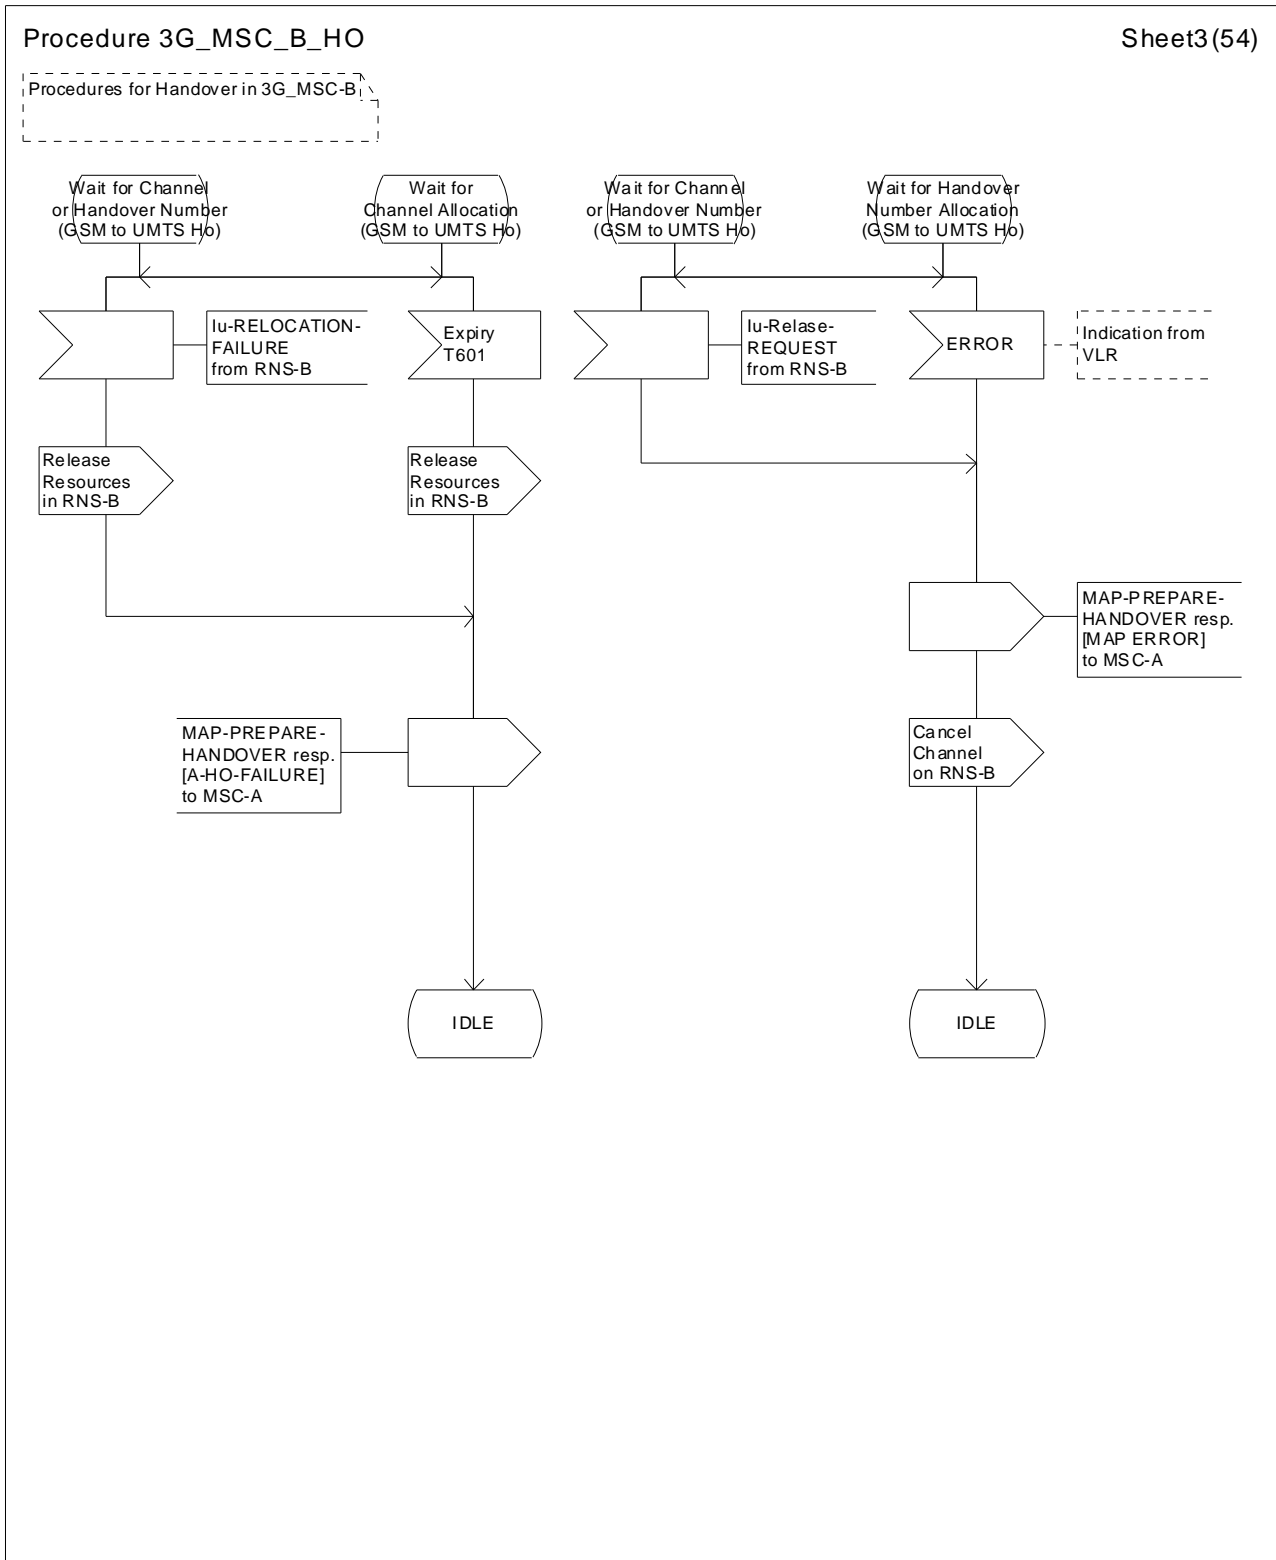 Procedure 3G_MSC_B_HO
Sheet3(54)
Procedures for Handover in 3G_MSC-B
Wait for Channel
or Handover Number
(GSM to UMTS Ho)
Wait for
Channel Allocation
(GSM to UMTS Ho)
Wait for Channel
or Handover Number
(GSM to UMTS Ho)
Wait for Handover
Number Allocation
(GSM to UMTS Ho)
Iu-RELOCATION-
FAILURE
from RNS-B
Expiry
T601
Iu-Relase-
REQUEST
from RNS-B
ERROR
Indication from
VLR
Release
Resources
in RNS-B
Release
Resources
in RNS-B
MAP-PREPARE-
HANDOVER resp.
[MAP ERROR]
to MSC-A
MAP-PREPARE-
HANDOVER resp.
[A-HO-FAILURE]
to MSC-A
Cancel
Channel
on RNS-B
IDLE
IDLE